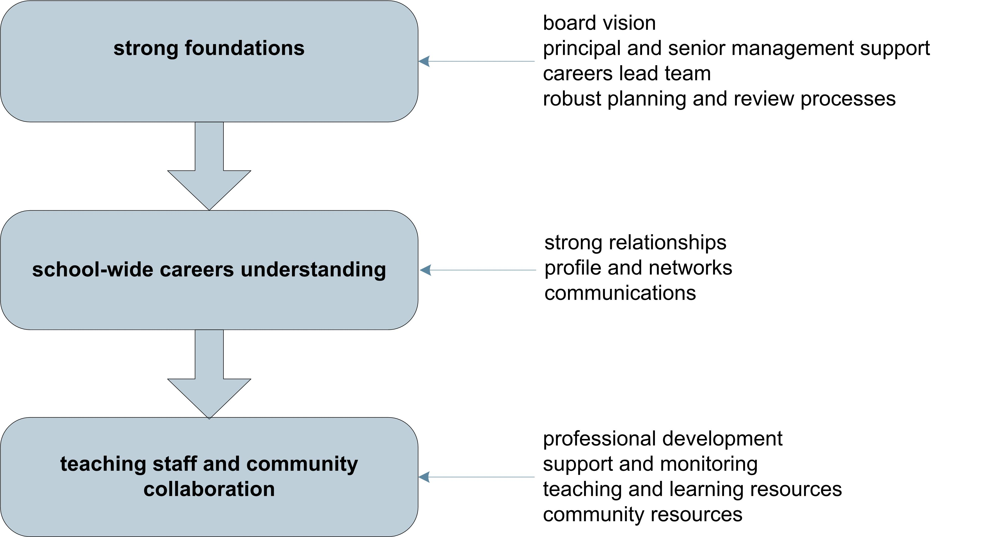 strong foundations
board vision
principal and senior management support
careers lead team
robust planning and review processes
school-wide careers understanding
strong relationships
profile and networks
communications
teaching staff and community
collaboration
professional development
support and monitoring
teaching and learning resources
community resources